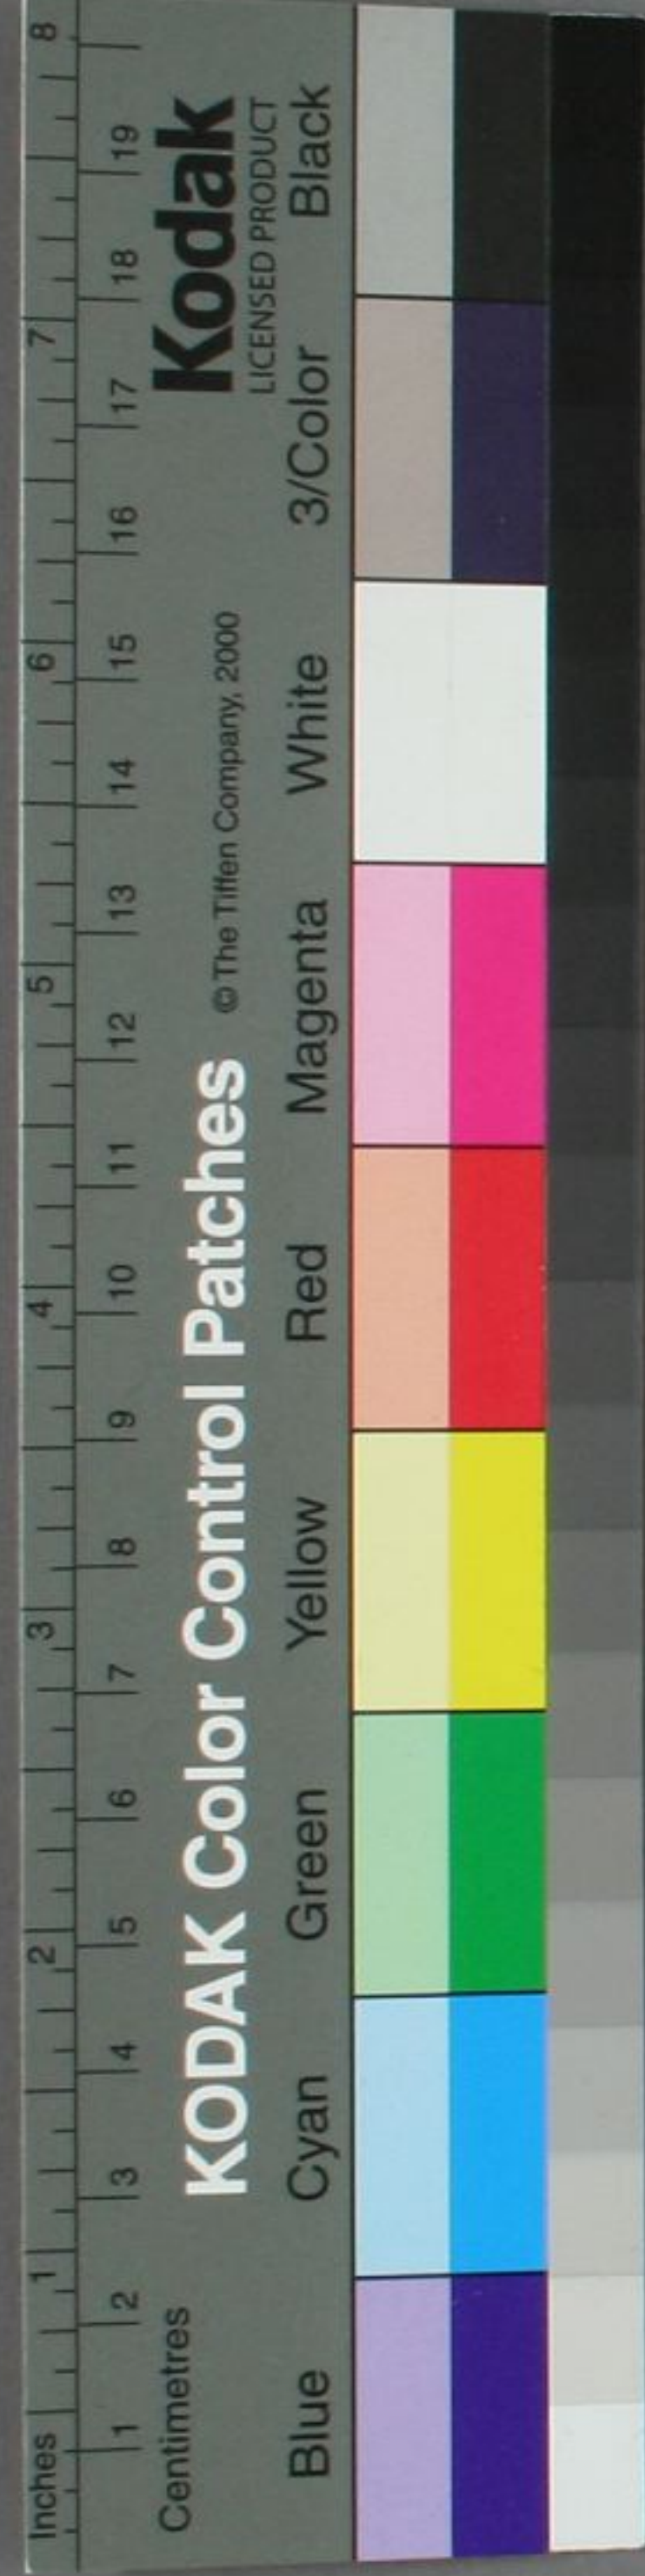 Inches 1 2 3 4 5 6 7 8
1 2 3 4 5 6 7 8 9 10 11 12 13 14 15 16 17 18 19
Centimetres
KODAK Color Control Patches © The Tiffen Company, 2000 Kodak
LICENSED PRODUCT
Blue Cyan Green Yellow Red Magenta White 3/Color Black